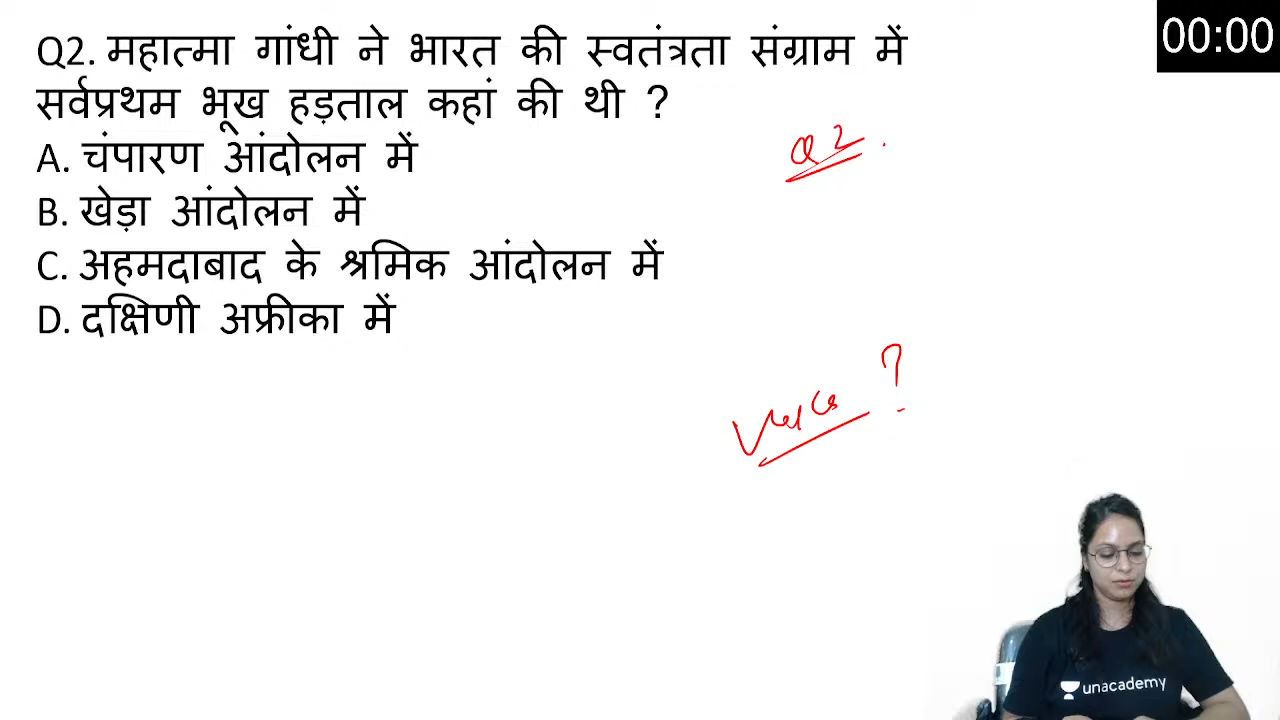 Q2. महात्मा गांधी ने भारत की स्वतंत्रता संग्राम में
सर्वप्रथम भूख हड़ताल कहां की थी ?
A. चंपारण आंदोलन में
B. खेड़ा आंदोलन में
C. अहमदाबाद के श्रमिक आंदोलन में
D. दक्षिणी अफ्रीका में
00:00
Q2.
?
unacademy